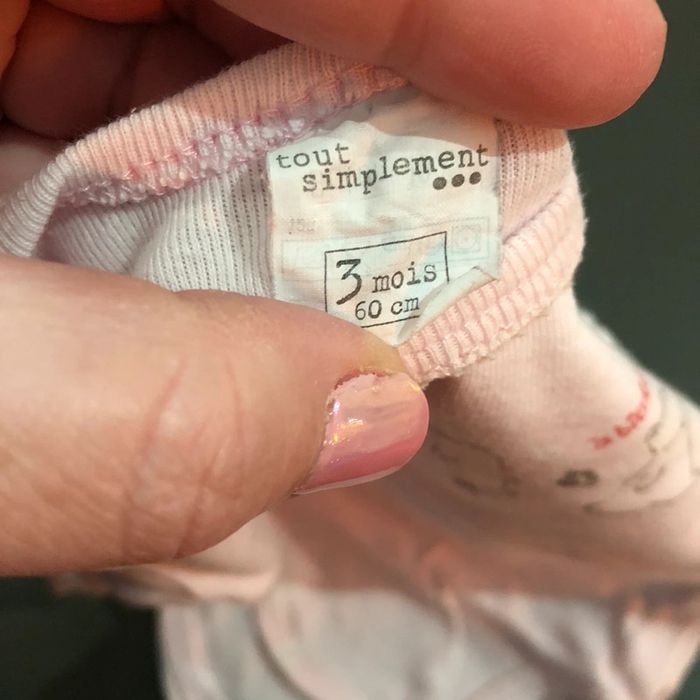 tout
simplement
●●●
3 mois
60 cm